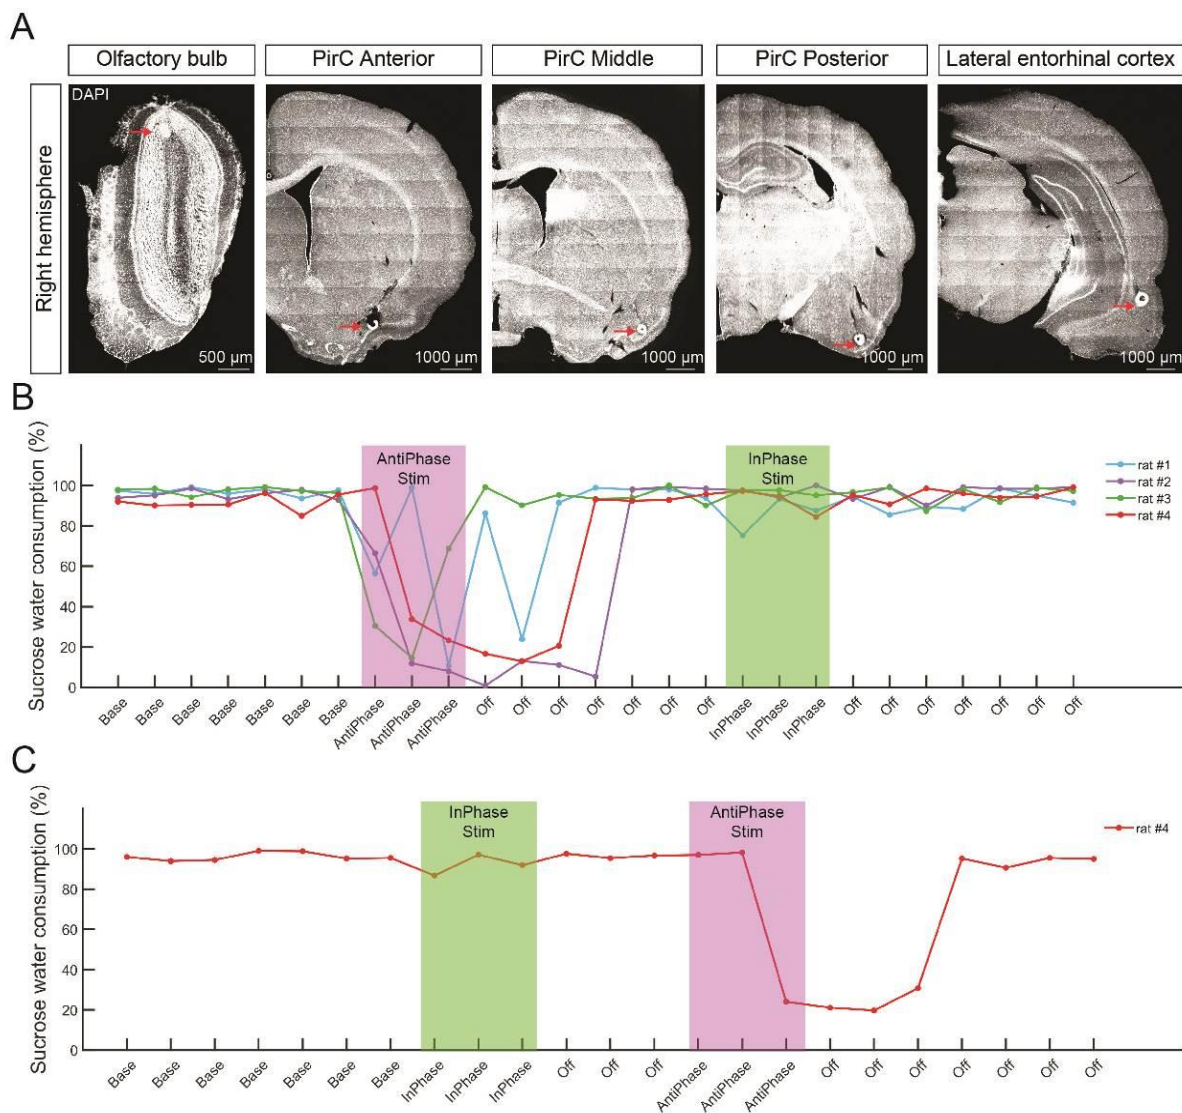 A
Olfactory bulb
PirC Anterior
PirC Middle
PirC Posterior
Lateral entorhinal cortex
Right hemisphere
DAPI
500 µm
1000 µm
1000 µm
1000 µm
1000 µm
B
Sucrose water consumption (%)
100
80
60
40
20
0
AntiPhase
Stim
InPhase
Stim
rat #1
rat #2
rat #3
rat #4
Base
Base
Base
Base
Base
Base
Base
AntiPhase
AntiPhase
AntiPhase
Off
Off
Off
Off
Off
Off
Off
InPhase
InPhase
InPhase
Off
Off
Off
Off
Off
Off
Off
C
Sucrose water consumption (%)
100
80
60
40
20
0
InPhase
Stim
AntiPhase
Stim
rat #4
Base
Base
Base
Base
Base
Base
Base
InPhase
InPhase
InPhase
Off
Off
Off
AntiPhase
AntiPhase
AntiPhase
Off
Off
Off
Off
Off
Off
Off